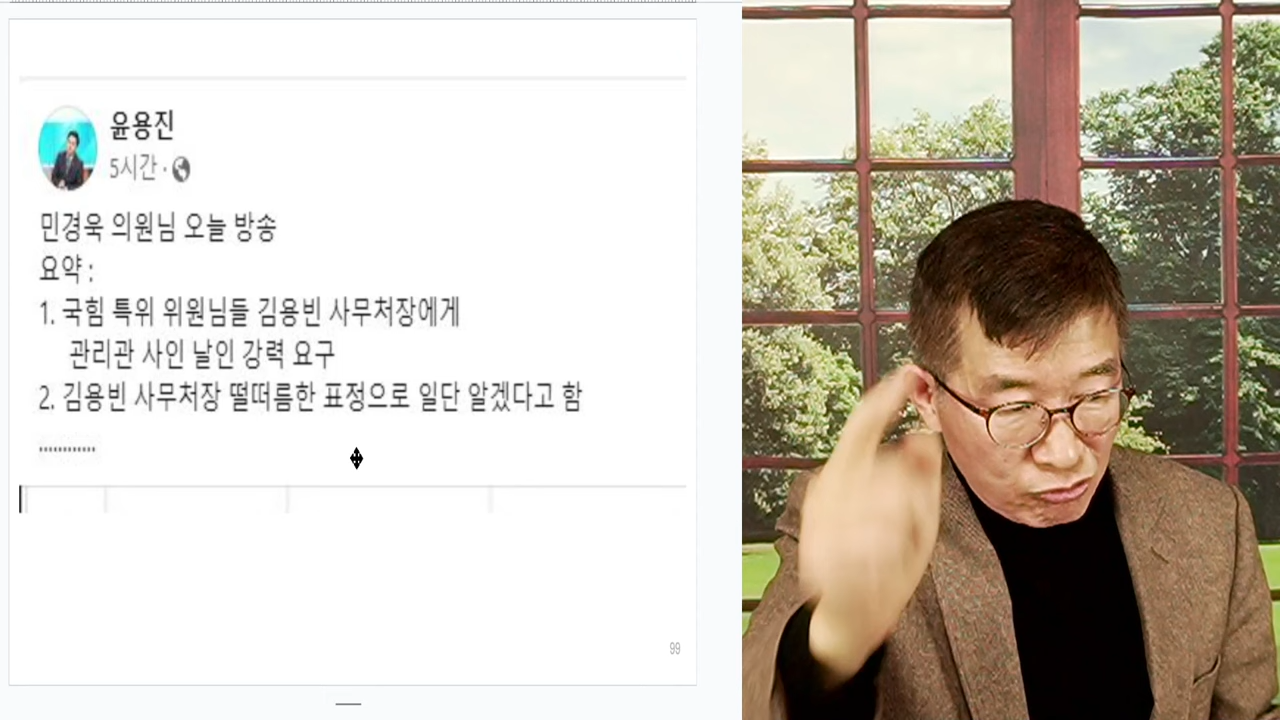 윤용진
5시간 ·
민경욱 의원님 오늘 방송
요약 :
1. 국힘 특위 위원님들 김용빈 사무처장에게
관리관 사인 날인 강력 요구
2. 김용빈 사무처장 떨떠름한 표정으로 일단 알겠다고 함
............
99